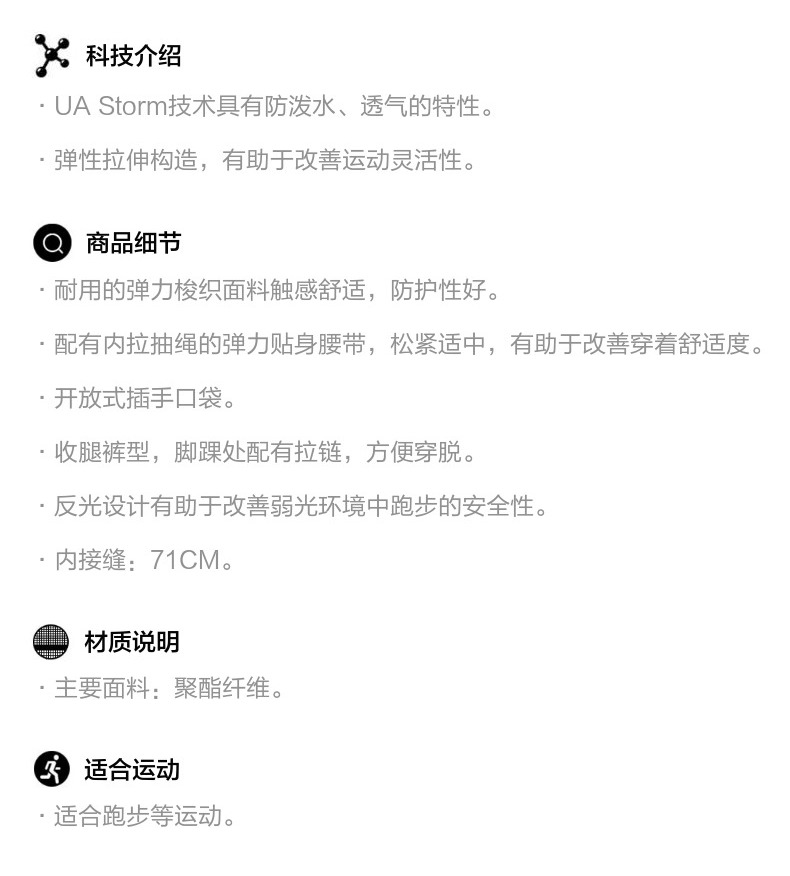 科技介绍
· UA Storm技术具有防泼水、透气的特性。
· 弹性拉伸构造，有助于改善运动灵活性。
商品细节
· 耐用的弹力梭织面料触感舒适，防护性好。
· 配有内拉抽绳的弹力贴身腰带，松紧适中，有助于改善穿着舒适度。
· 开放式插手口袋。
· 收腿裤型，脚踝处配有拉链，方便穿脱。
· 反光设计有助于改善弱光环境中跑步的安全性。
· 内接缝：71CM。
材质说明
· 主要面料：聚酯纤维。
适合运动
· 适合跑步等运动。